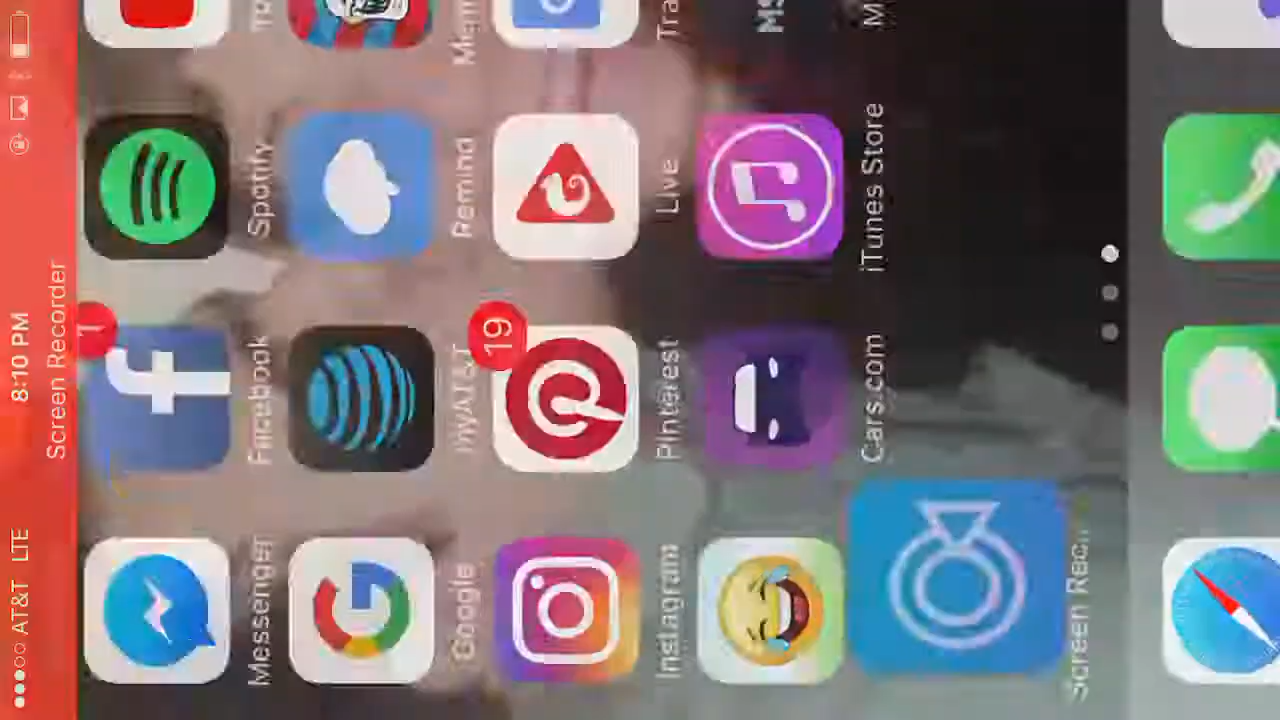 ●●●○○ AT&T LTE 8:10 PM
Screen Recorder
1
Messenger Facebook Spotify
Google myAT&T Remind
19
Instagram Pinterest Live Tra
Cars.com iTunes Store
Screen Rec...